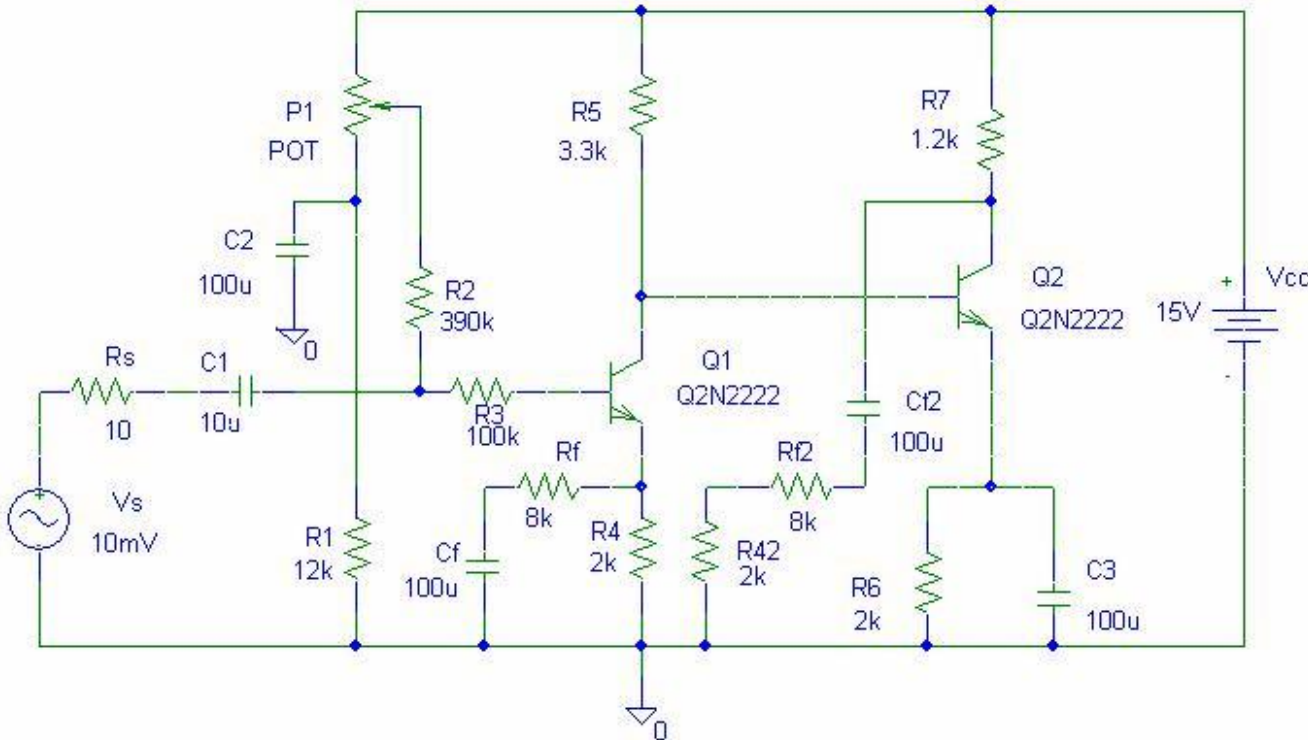 P1
POT
R5
3.3k
R7
1.2k
C2
100u
0
R2
390k
Q2
Q2N2222
+
Vcc
15V
-
Rs
10
C1
10u
R3
100k
Q1
Q2N2222
Cf2
100u
Rf
8k
Rf2
8k
+
Vs
10mV
R1
12k
Cf
100u
R4
2k
R42
2k
R6
2k
C3
100u
0